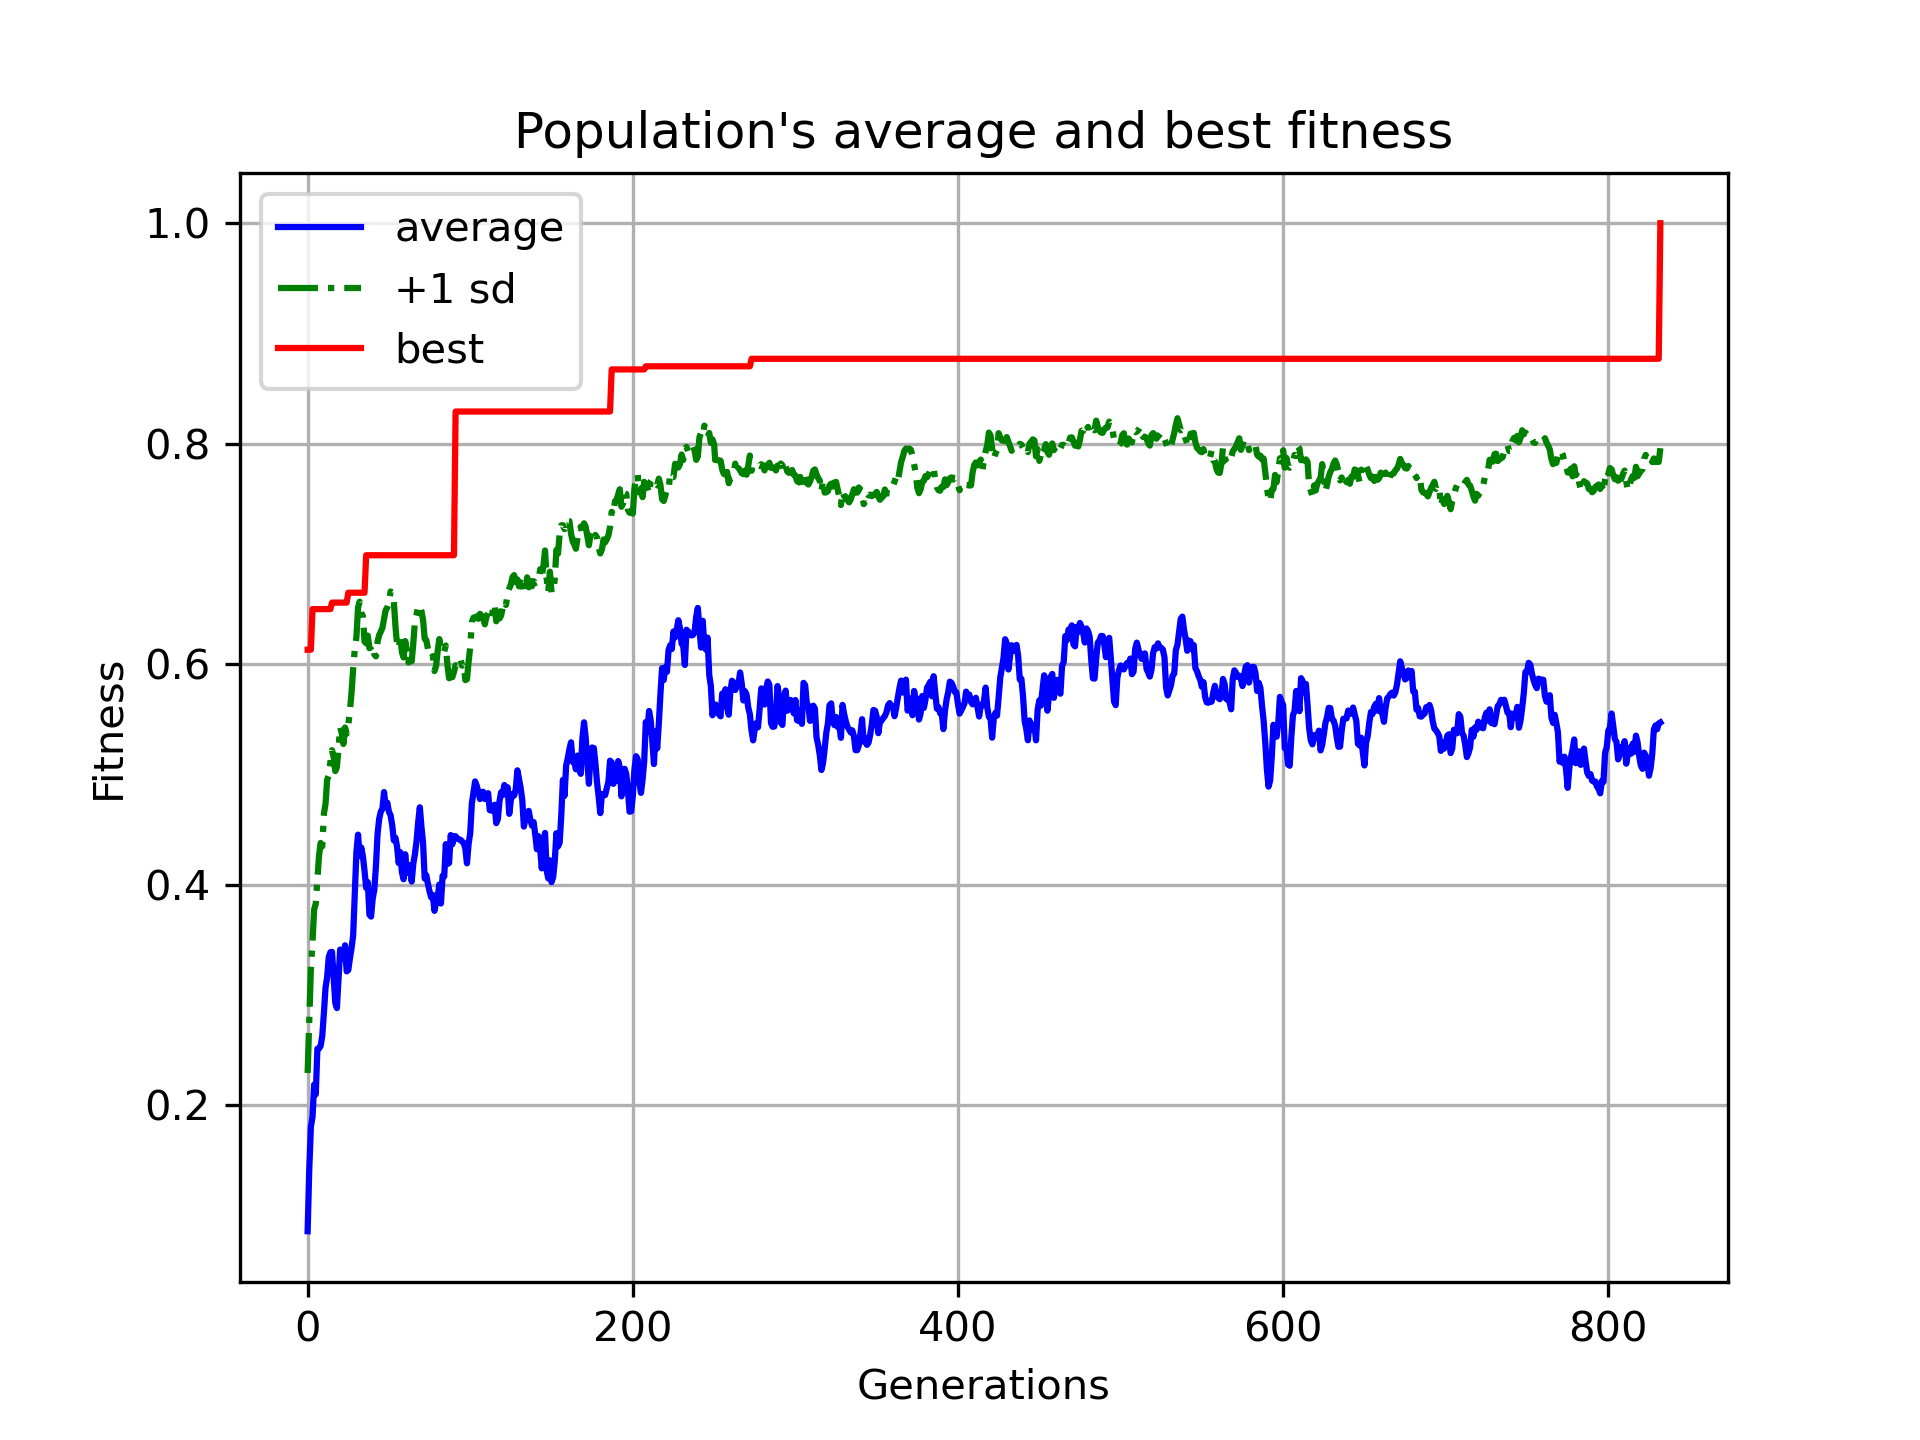 Population's average and best fitness
average
+1 sd
best
Fitness
1.0
0.8
0.6
0.4
0.2
0 200 400 600 800
Generations